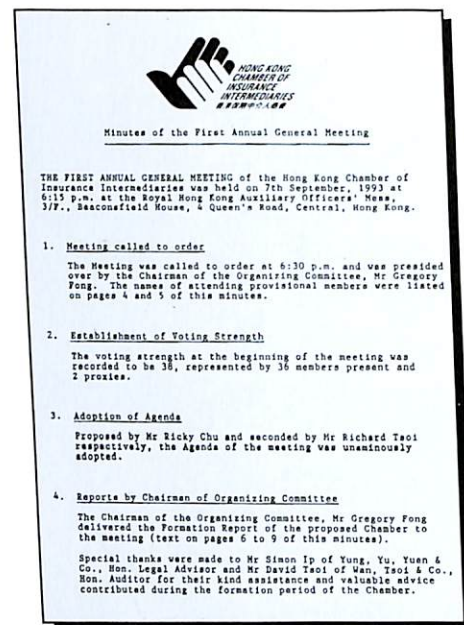 HONG KONG
CHAMBER OF
INSURANCE
INTERMEDIARIES
Minutes of the First Annual General Meeting
THE FIRST ANNUAL GENERAL MEETING of the Hong Kong Chamber of
Insurance Intermediaries was held on 7th September, 1993 at
6:15 p.m. at the Royal Hong Kong Auxiliary Officers' Mess,
3/F., Beaconsfield House, 4 Queen's Road, Central, Hong Kong.
1. Meeting called to order
The Meeting was called to order at 6:30 p.m. and was presided
over by the Chairman of the Organizing Committee, Mr Gregory
Fong. The names of attending provisional members were listed
on pages 4 and 5 of this minutes.
2. Establishment of Voting Strength
The voting strength at the beginning of the meeting was
recorded to be 38, represented by 36 members present and
2 proxies.
3. Adoption of Agenda
Proposed by Mr Ricky Chu and seconded by Mr Richard Tsoi
respectively, the Agenda of the meeting was unaminously
adopted.
4. Reports by Chairman of Organizing Committee
The Chairman of the Organizing Committee, Mr Gregory Fong
delivered the Formation Report of the proposed Chamber to
the meeting (text on pages 6 to 9 of this minutes).
Special thanks were made to Mr Simon Ip of Yung, Yu, Yuen &
Co., Hon. Legal Advisor and Mr David Tsoi of Wan, Tsoi & Co.,
Hon. Auditor for their kind assistance and valuable advice
contributed during the formation period of the Chamber.